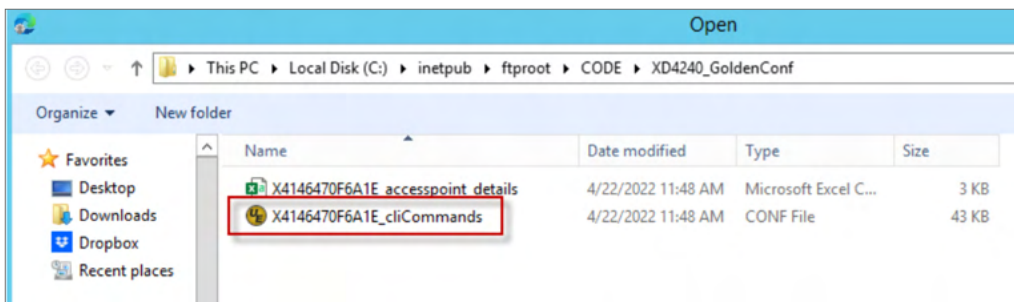 Open
This PC ▸ Local Disk (C:) ▸ inetpub ▸ ftproot ▸ CODE ▸ XD4240_GoldenConf
Organize New folder
Favorites
Desktop
Downloads
Dropbox
Recent places
Name Date modified Type Size
X4146470F6A1E_accesspoint_details 4/22/2022 11:48 AM Microsoft Excel C... 3 KB
X4146470F6A1E_cliCommands 4/22/2022 11:48 AM CONF File 43 KB